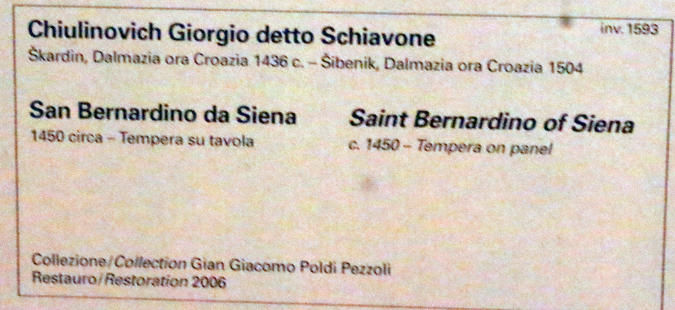 inv. 1593
Chiulinovich Giorgio detto Schiavone
Škardin, Dalmazia ora Croazia 1436 c. – Šibenik, Dalmazia ora Croazia 1504
San Bernardino da Siena
1450 circa – Tempera su tavola
Saint Bernardino of Siena
c. 1450 – Tempera on panel
Collezione/Collection Gian Giacomo Poldi Pezzoli
Restauro/Restoration 2006